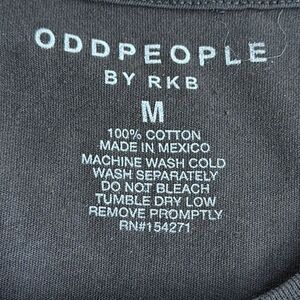 ODDPEOPLE
BY RKB
M
100% COTTON
MADE IN MEXICO
MACHINE WASH COLD
WASH SEPARATELY
DO NOT BLEACH
TUMBLE DRY LOW
REMOVE PROMPTLY
RN#154271